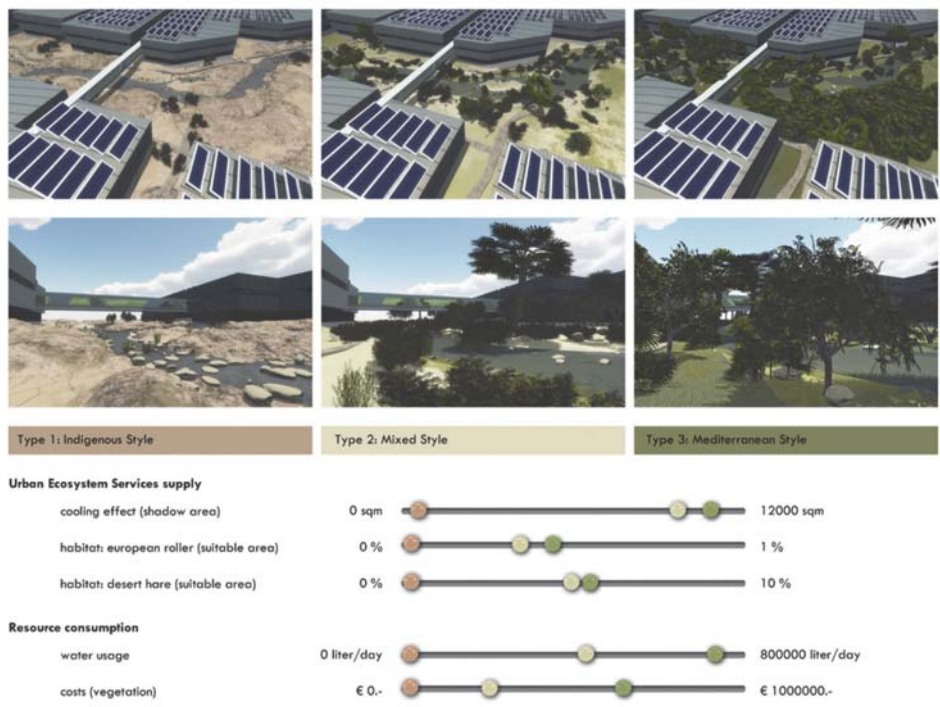 Type 1: Indigenous Style
Type 2: Mixed Style
Type 3: Mediterranean Style
Urban Ecosystem Services supply
cooling effect (shadow area) 0 sqm 12000 sqm
habitat: european roller (suitable area) 0 % 1 %
habitat: desert hare (suitable area) 0 % 10 %
Resource consumption
water usage 0 liter/day 800000 liter/day
costs (vegetation) € 0.- € 1000000.-